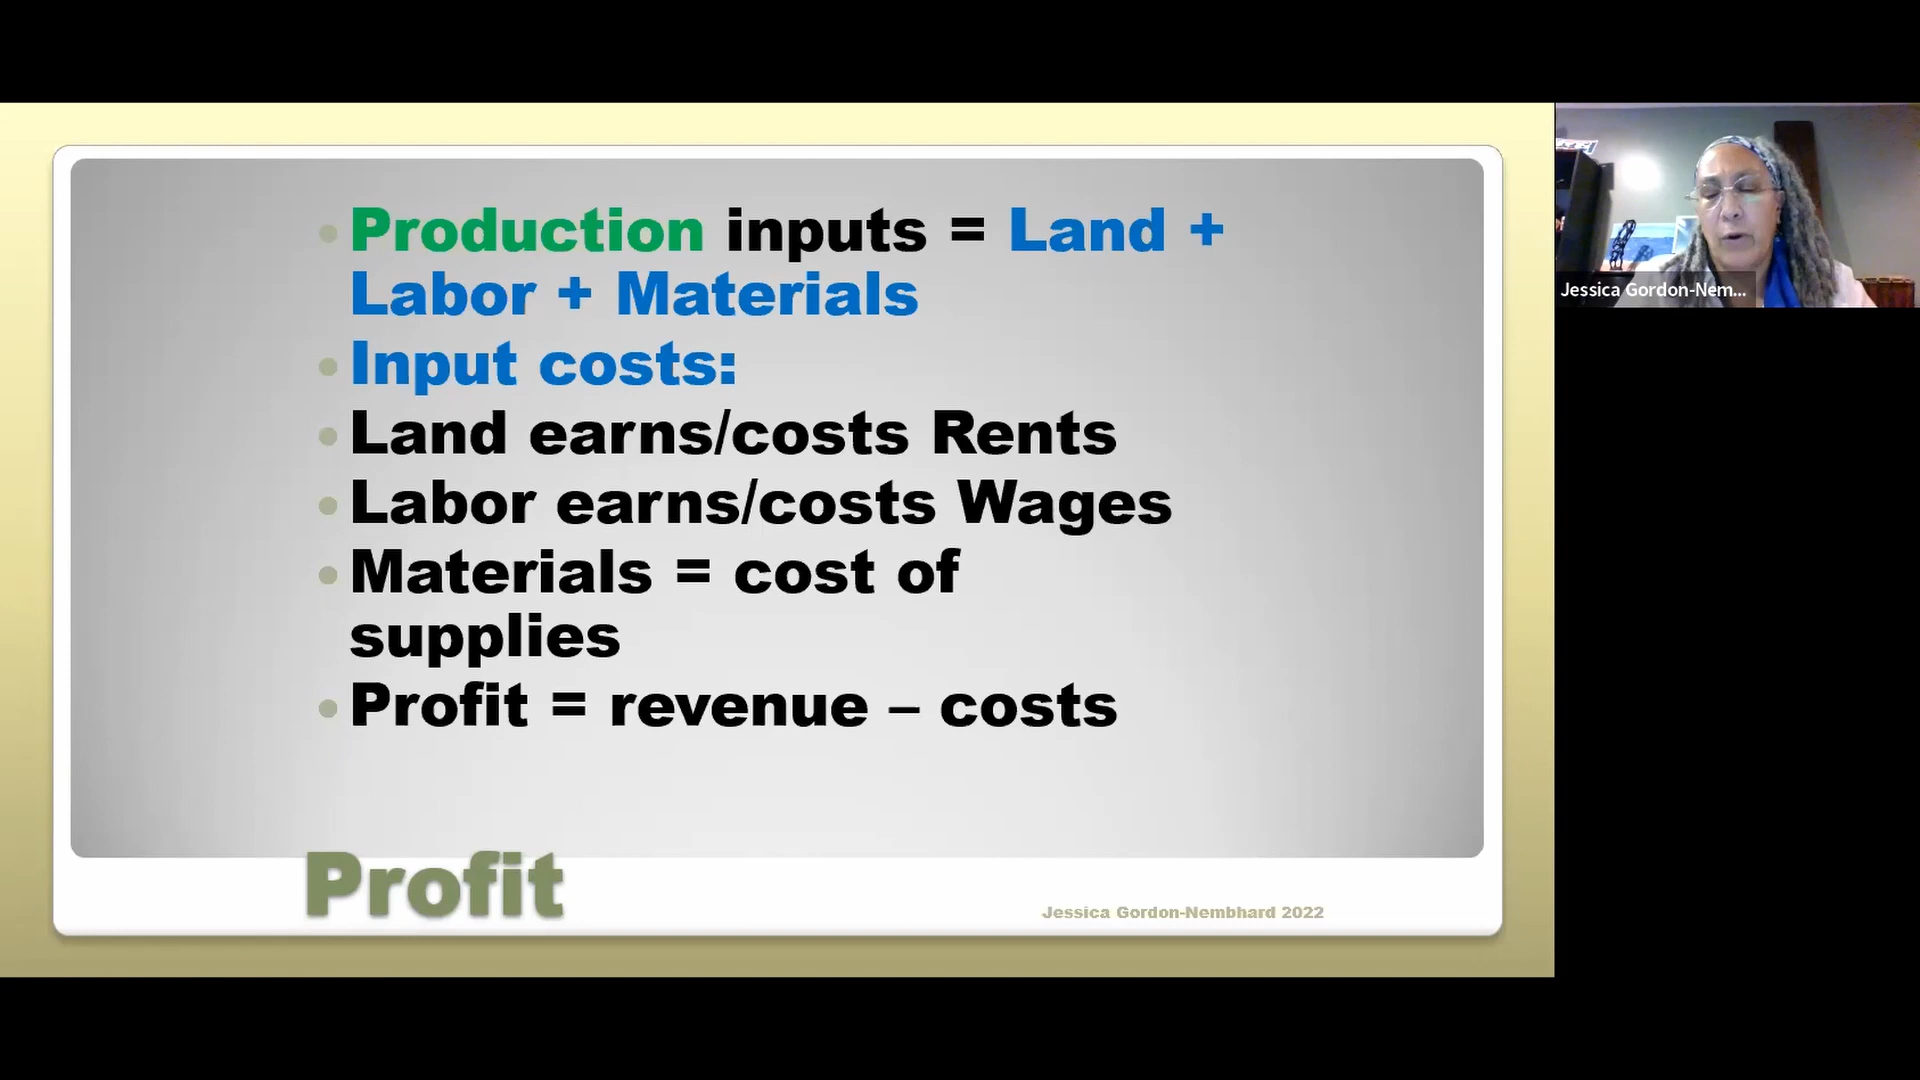 Production inputs = Land +
Labor + Materials
Input costs:
Land earns/costs Rents
Labor earns/costs Wages
Materials = cost of
supplies
Profit = revenue – costs
Profit
Jessica Gordon-Nembhard 2022
Jessica Gordon-Nem...